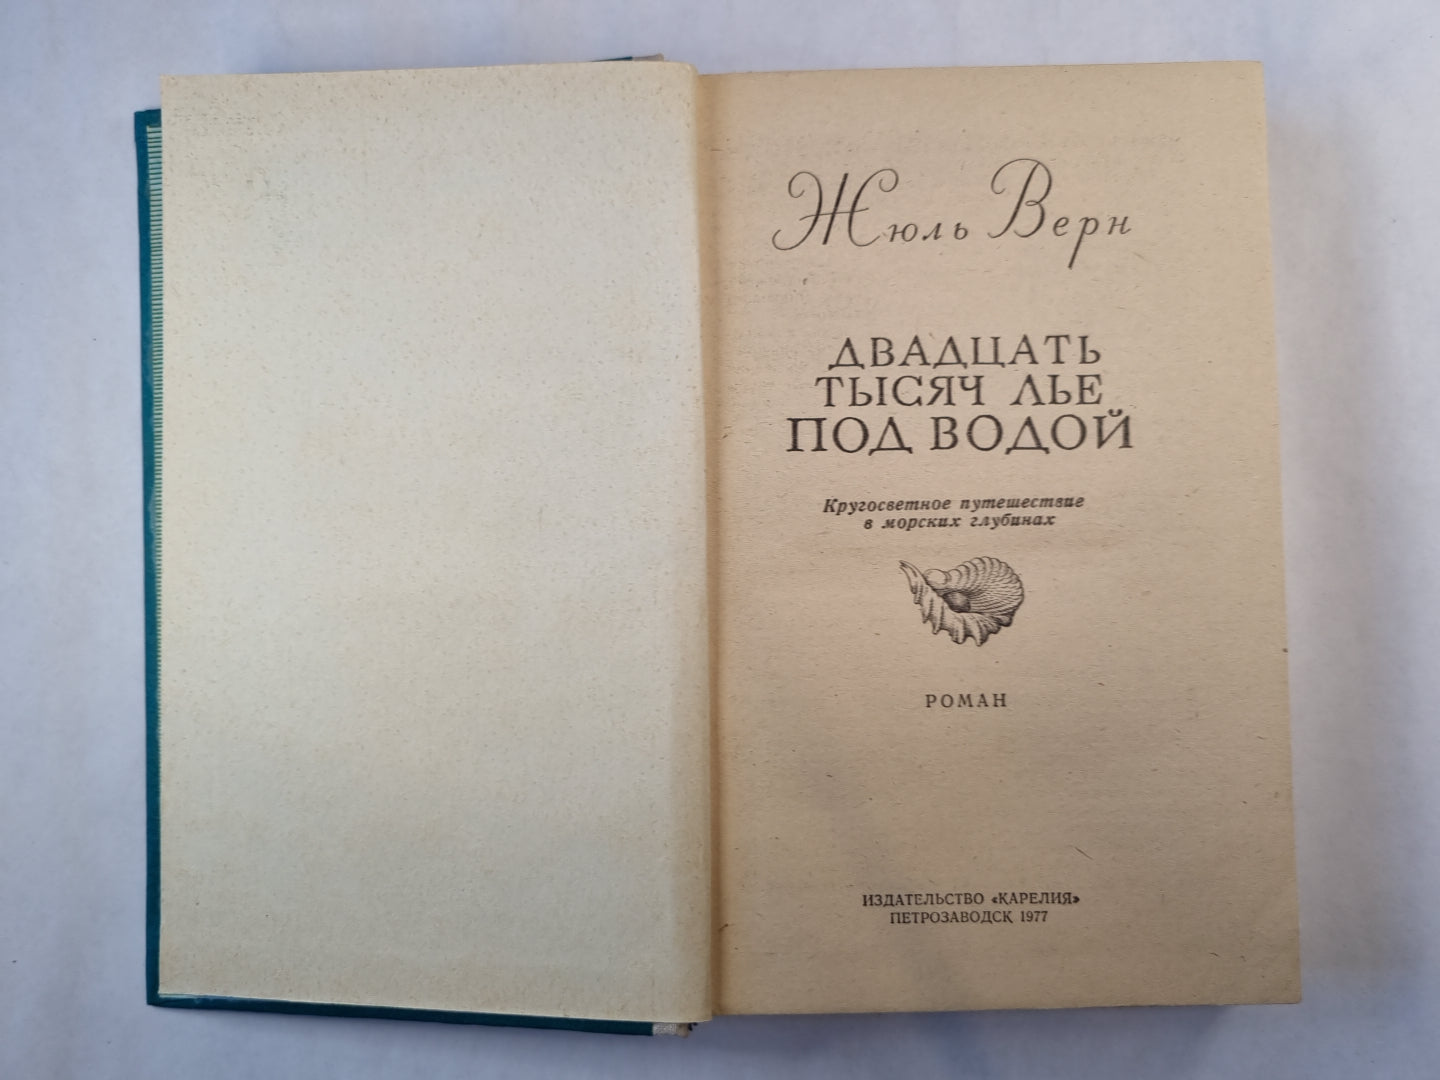 Жюль Верн
ДВАДЦАТЬ
ТЫСЯЧ ЛЬЕ
ПОД ВОДОЙ
Кругосветное путешествие
в морских глубинах
РОМАН
ИЗДАТЕЛЬСТВО «КАРЕЛИЯ»
ПЕТРОЗАВОДСК 1977